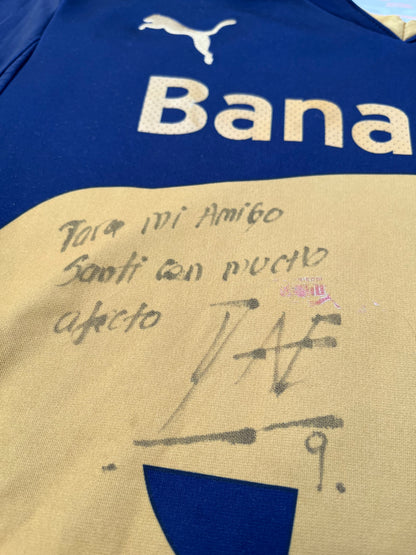 Bana
Para mi Amigo
Santi con mucho
afecto
9.